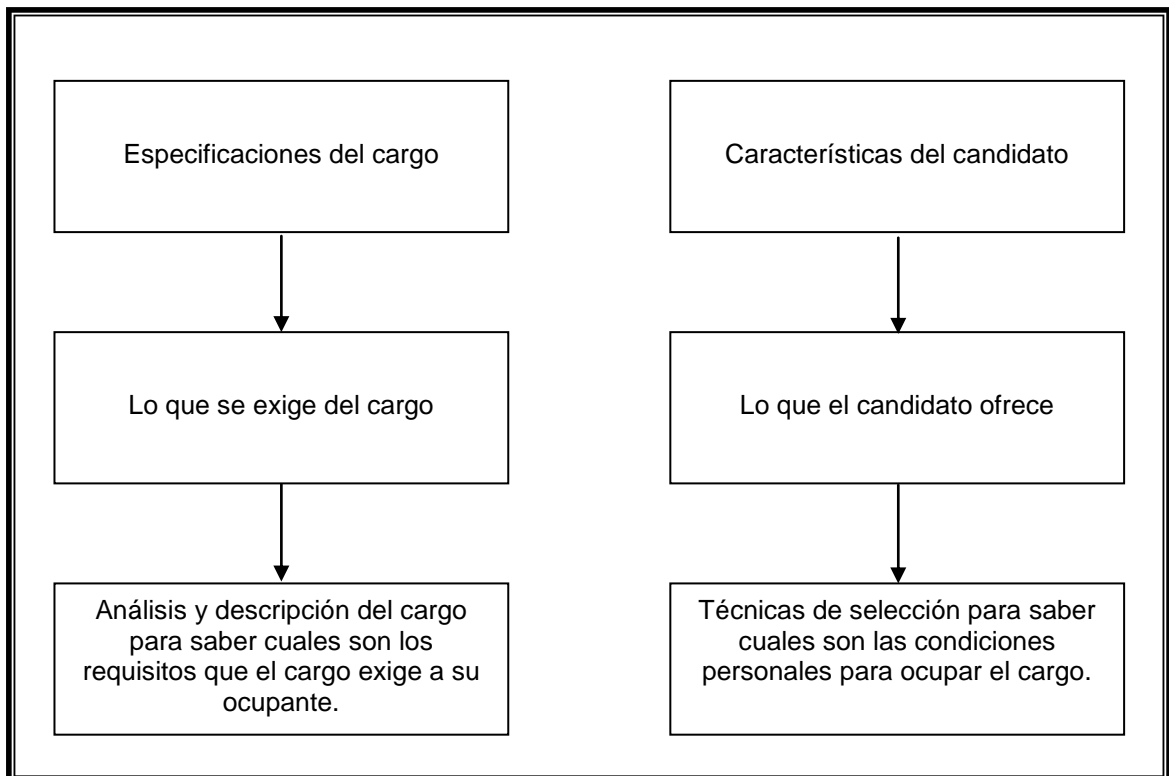 Especificaciones del cargo
Características del candidato
Lo que se exige del cargo
Lo que el candidato ofrece
Análisis y descripción del cargo
para saber cuales son los
requisitos que el cargo exige a su
ocupante.
Técnicas de selección para saber
cuales son las condiciones
personales para ocupar el cargo.